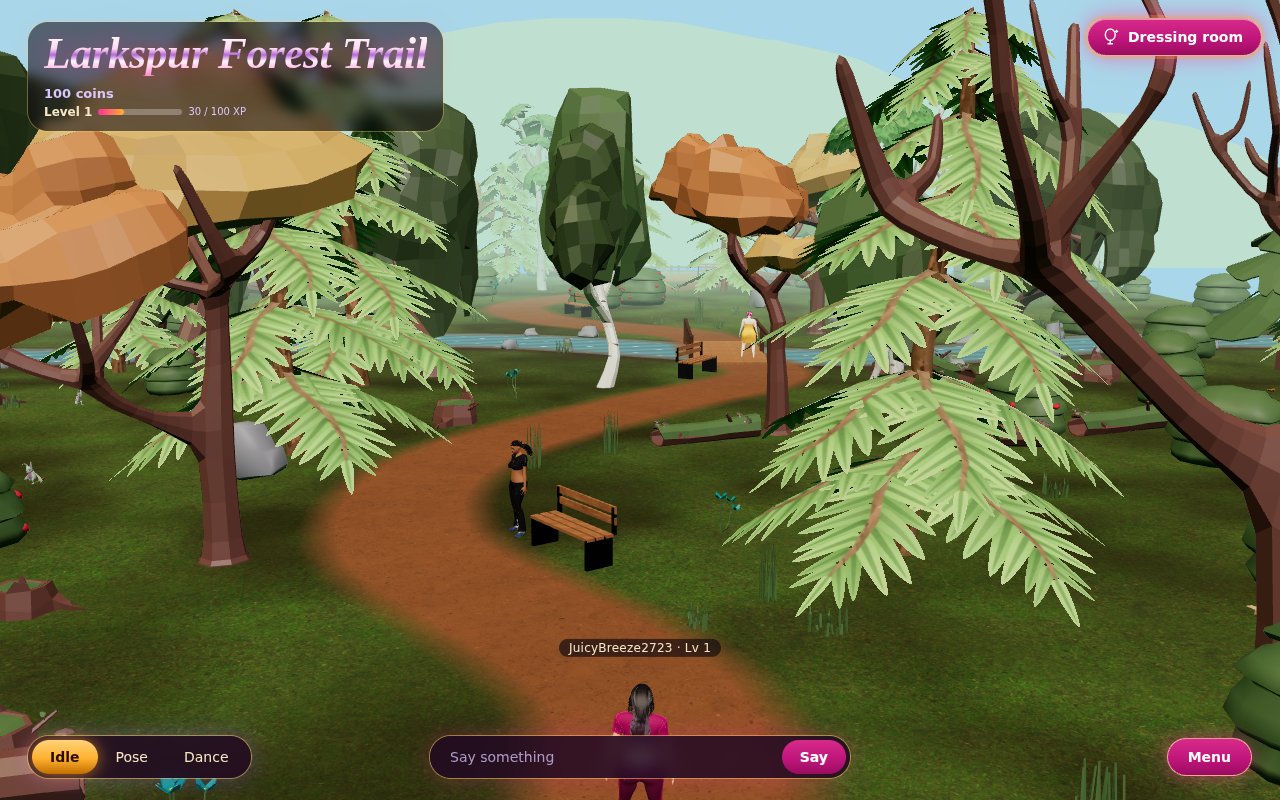 Larkspur Forest Trail
Dressing room
100 coins
Level 1 30 / 100 XP
JuicyBreeze2723 · Lv 1
Idle Pose Dance
Say something Say
Menu